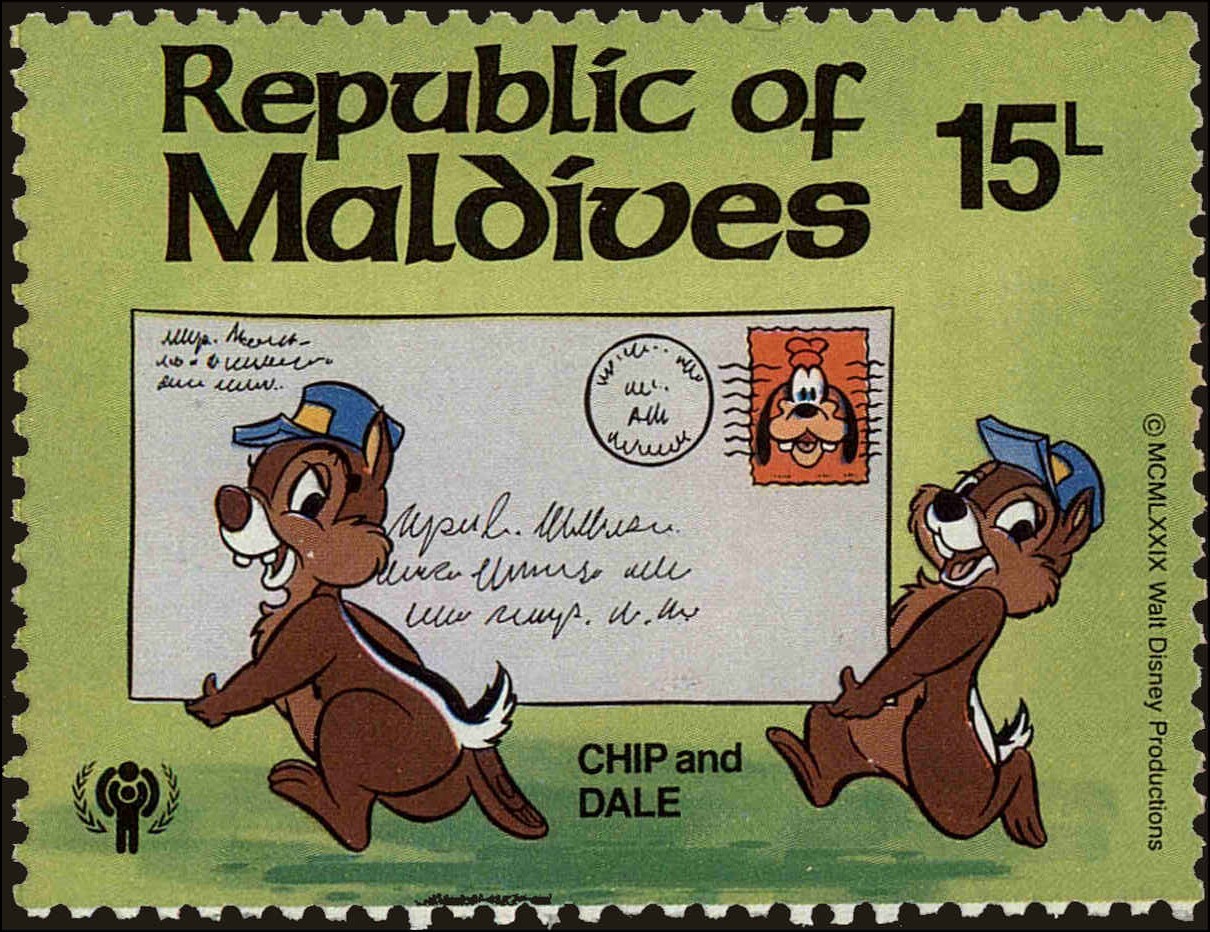 Republic of
Maldives
15L
CHIP and
DALE
© MCMLXXIX Walt Disney Productions